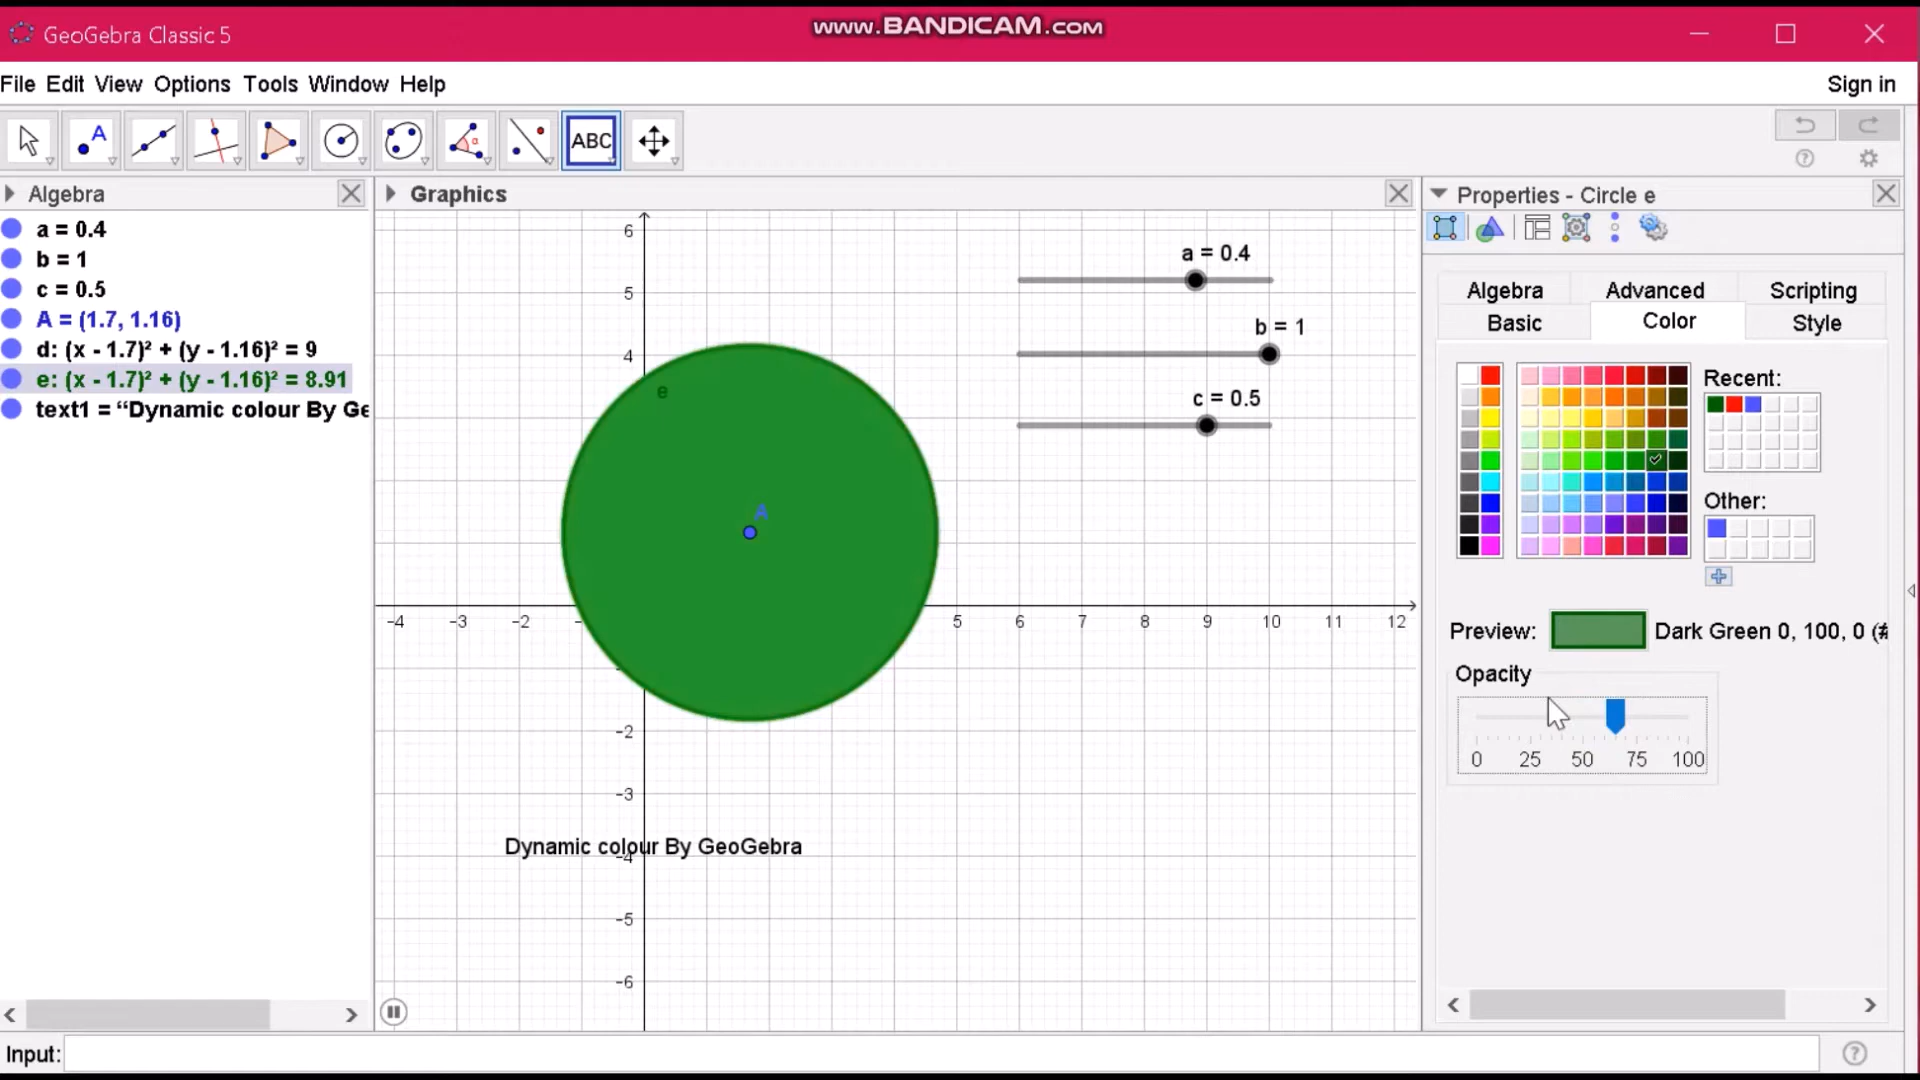 www.BANDICAM.com
GeoGebra Classic 5
File Edit View Options Tools Window Help
Sign in
A
α
ABC
Algebra
Graphics
Properties - Circle e
a = 0.4
b = 1
c = 0.5
A = (1.7, 1.16)
d: (x - 1.7)² + (y - 1.16)² = 9
e: (x - 1.7)² + (y - 1.16)² = 8.91
text1 = “Dynamic colour By Ge
6
5
4
-2
-3
-4
-5
-6
-4 -3 -2 5 6 7 8 9 10 11 12
e
A
a = 0.4
b = 1
c = 0.5
Dynamic colour By GeoGebra
Algebra Advanced Scripting
Basic Color Style
Recent:
Other:
Preview: Dark Green 0, 100, 0 (#
Opacity
0 25 50 75 100
Input: